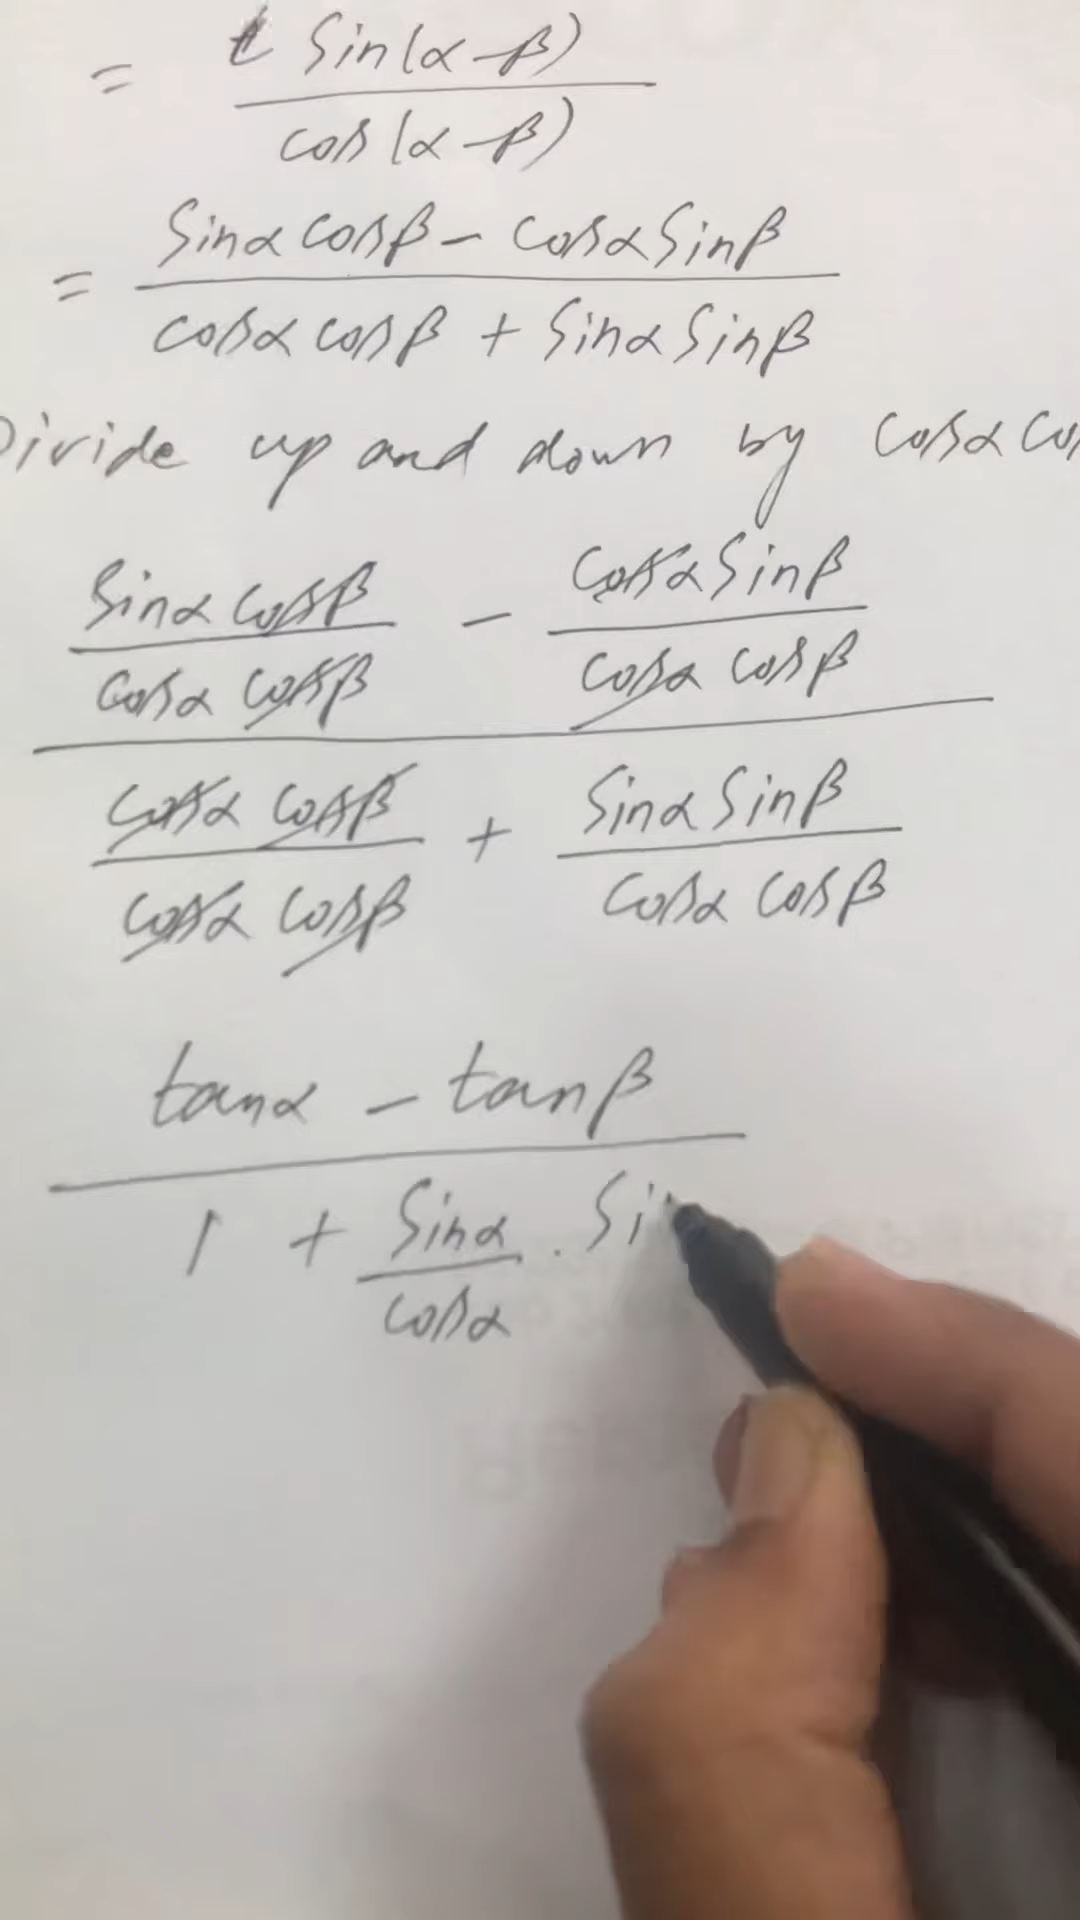 = sin(α-β)
cos(α-β)
= Sinα cosβ - cosα Sinβ
cosα cosβ + Sinα Sinβ
Divide up and down by cosα
Sinα cosβ - cosα Sinβ
cosα cosβ cosα cosβ
cosα cosβ + Sinα Sinβ
cosα cosβ cosα cosβ
tanα - tanβ
1 + Sinα . Si
cosα